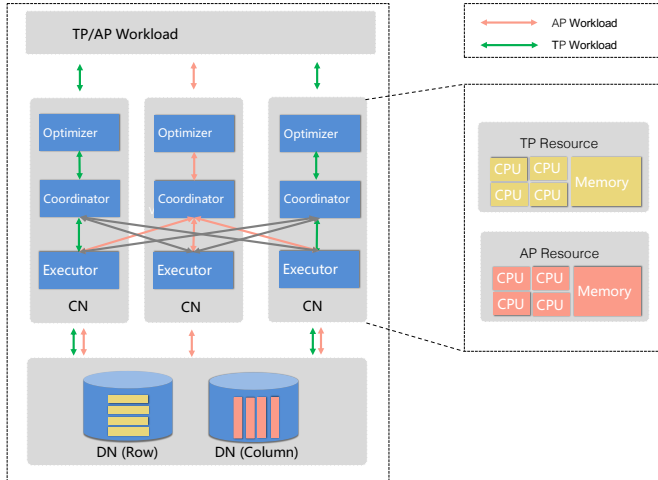 TP/AP Workload
AP Workload
TP Workload
Optimizer
Optimizer
Optimizer
Coordinator
Coordinator
Coordinator
Executor
Executor
Executor
CN
CN
CN
TP Resource
CPU
CPU
CPU
CPU
Memory
AP Resource
CPU
CPU
CPU
CPU
Memory
DN (Row)
DN (Column)